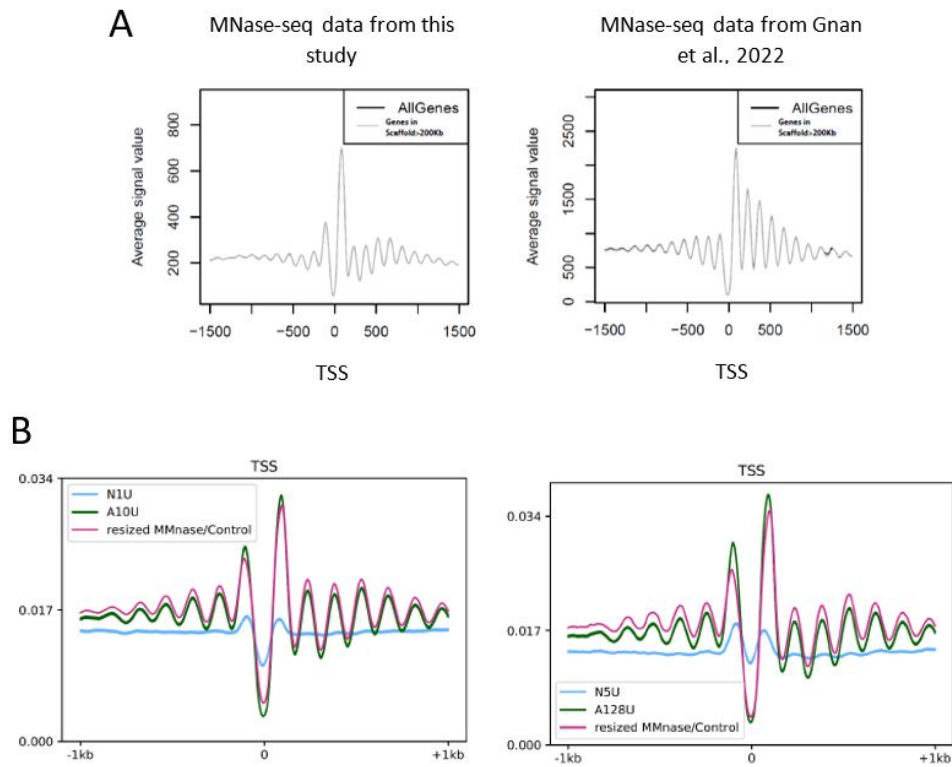 A
MNase-seq data from this
study
MNase-seq data from Gnan
et al., 2022
AllGenes
Genes in
Scaffold>200Kb
Average signal value
800
600
400
200
−1500
−500
0
500
1500
TSS
AllGenes
Genes in
Scaffold>200Kb
Average signal value
2500
1500
500
0
−1500
−500
0
500
1500
TSS
B
TSS
0.034
0.017
0.000
N1U
A10U
resized MMnase/Control
-1kb
0
+1kb
TSS
0.034
0.017
0.000
N5U
A128U
resized MMnase/Control
-1kb
0
+1kb